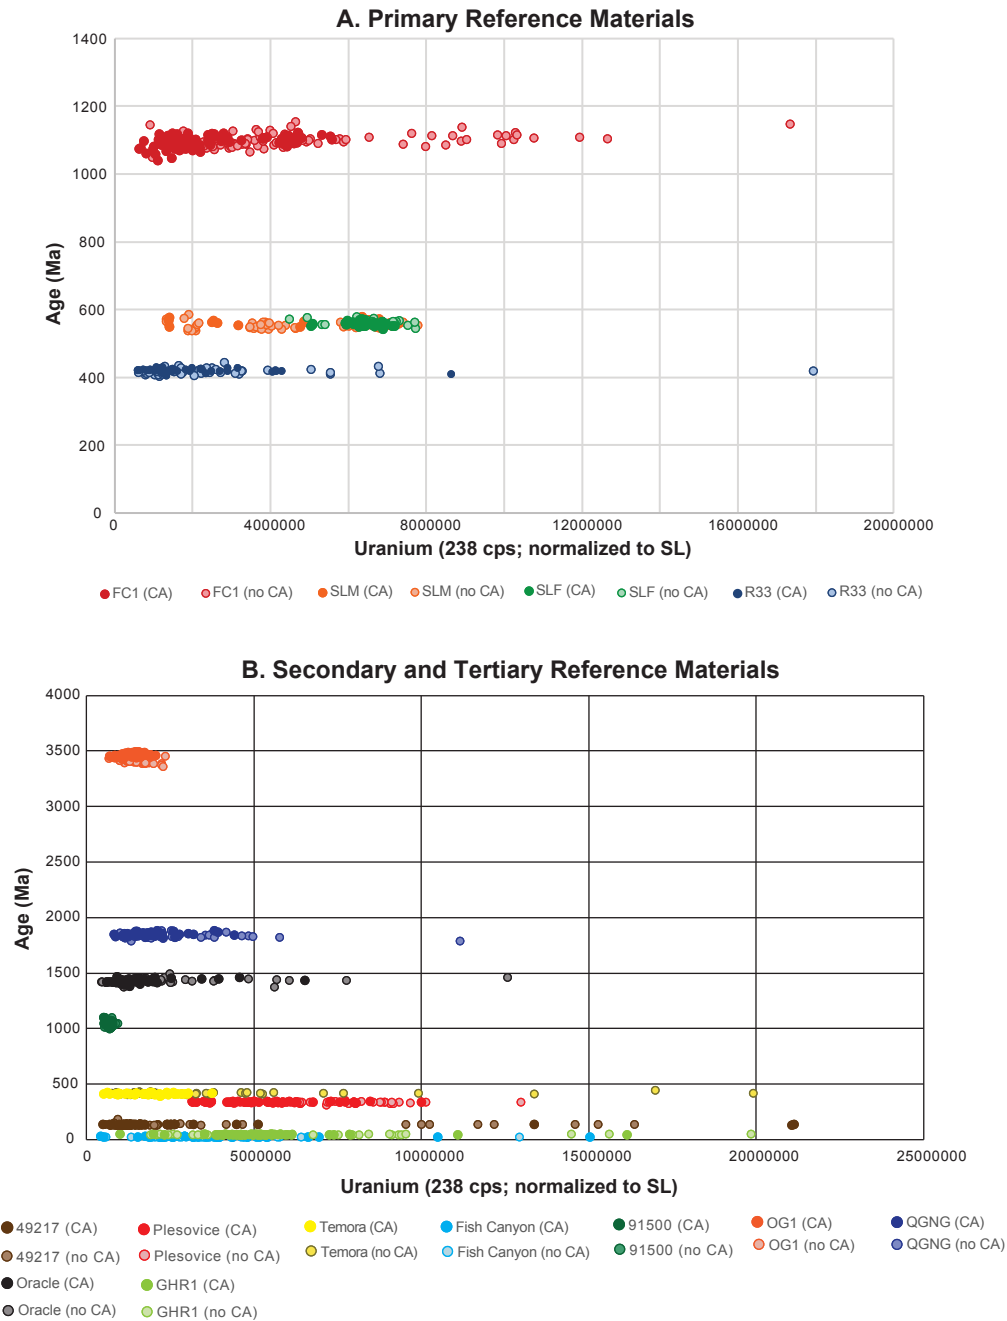 A. Primary Reference Materials
1400
1200
1000
800
600
400
200
0
Age (Ma)
0 4000000 8000000 12000000 16000000 20000000
Uranium (238 cps; normalized to SL)
FC1 (CA) FC1 (no CA) SLM (CA) SLM (no CA) SLF (CA) SLF (no CA) R33 (CA) R33 (no CA)
B. Secondary and Tertiary Reference Materials
4000
3500
3000
2500
2000
1500
1000
500
0
Age (Ma)
0 5000000 10000000 15000000 20000000 25000000
Uranium (238 cps; normalized to SL)
49217 (CA) Plesovice (CA) Temora (CA) Fish Canyon (CA) 91500 (CA) OG1 (CA) QGNG (CA)
49217 (no CA) Plesovice (no CA) Temora (no CA) Fish Canyon (no CA) 91500 (no CA) OG1 (no CA) QGNG (no CA)
Oracle (CA) GHR1 (CA)
Oracle (no CA) GHR1 (no CA)